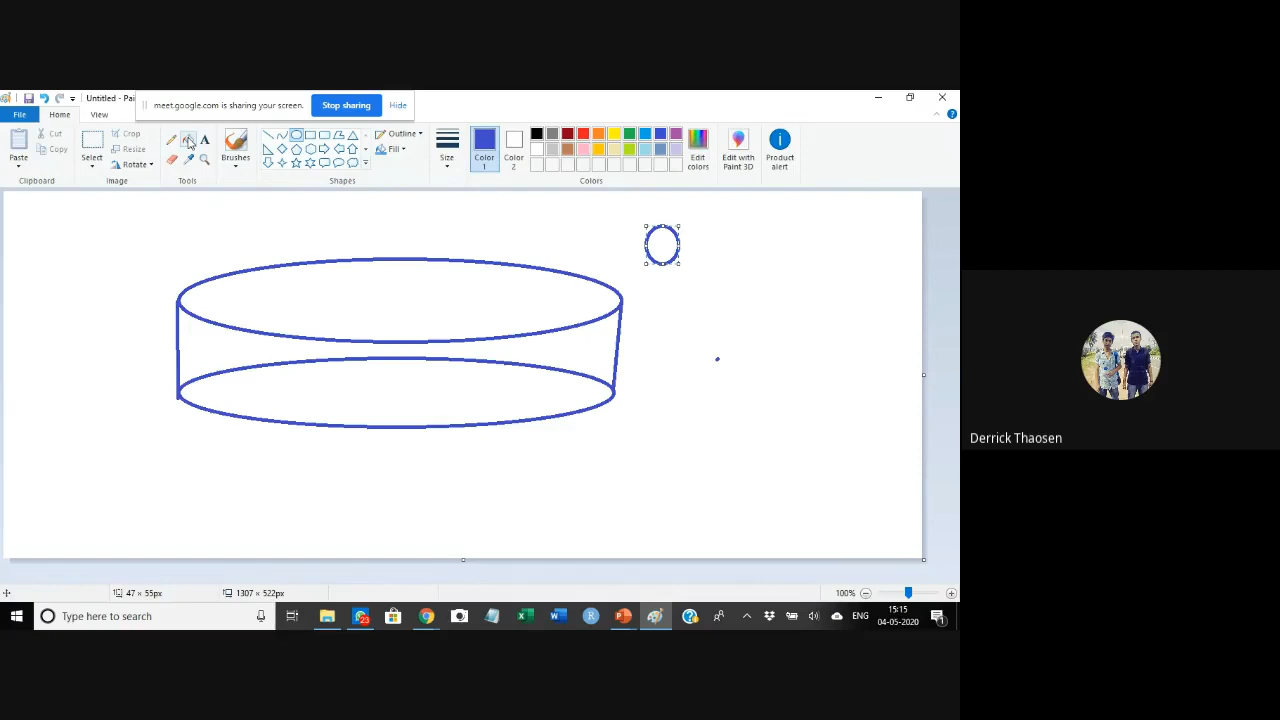 Untitled - Pai
meet.google.com is sharing your screen.
Stop sharing
Hide
File
Home
View
Paste
Cut
Copy
Clipboard
Select
Crop
Resize
Rotate
Image
A
Tools
Brushes
Outline
Fill
Shapes
Size
Color
1
Color
2
Edit
colors
Colors
Edit with
Paint 3D
Product
alert
Derrick Thaosen
47 × 55px
1307 × 522px
100%
Type here to search
23
ENG
15:15
04-05-2020
1